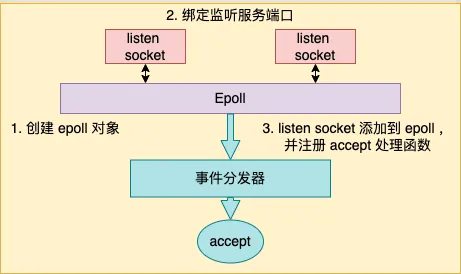 2. 绑定监听服务端口
listen
socket
listen
socket
Epoll
1. 创建 epoll 对象
3. listen socket 添加到 epoll，
并注册 accept 处理函数
事件分发器
accept